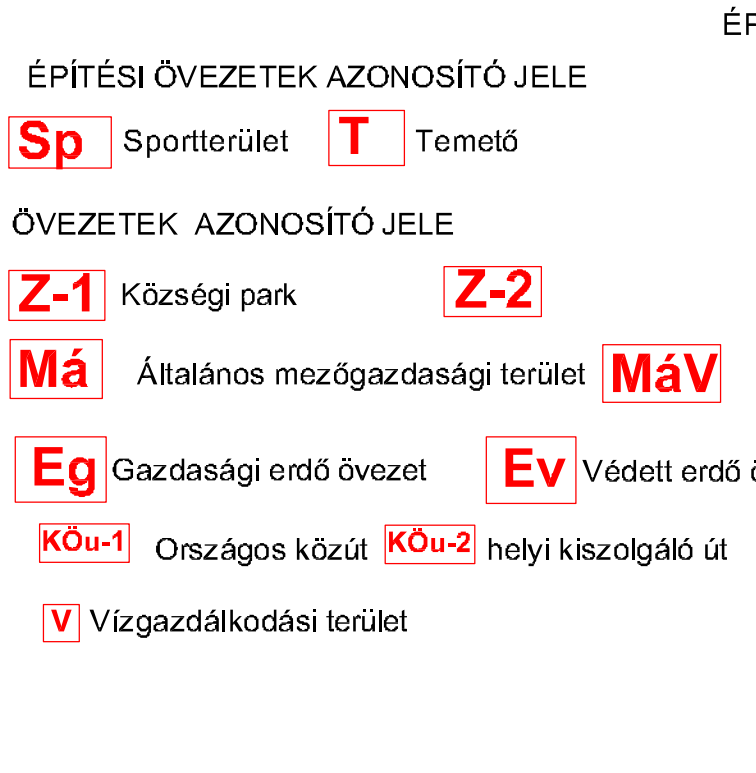 ÉP
ÉPÍTÉSI ÖVEZETEK AZONOSÍTÓ JELE
Sp Sportterület T Temető
ÖVEZETEK AZONOSÍTÓ JELE
Z-1 Községi park Z-2
Má Általános mezőgazdasági terület MáV
Eg Gazdasági erdő övezet Ev Védett erdő ö
KÖu-1 Országos közút KÖu-2 helyi kiszolgáló út
V Vízgazdálkodási terület